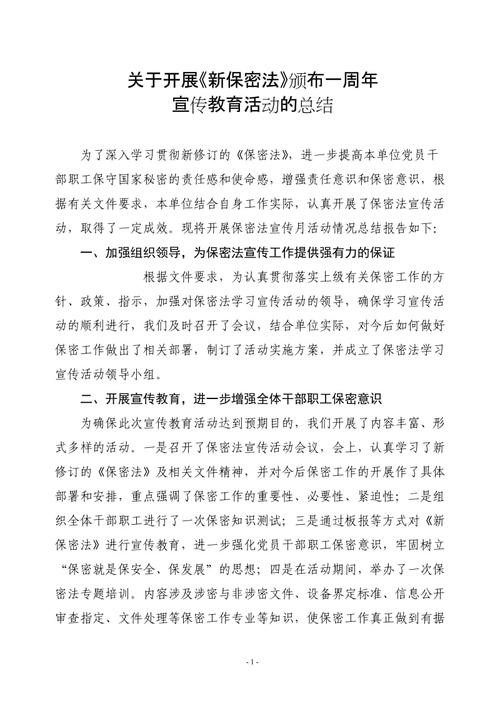 关于开展《新保密法》颁布一周年
宣传教育活动的总结
为了深入学习贯彻新修订的《保密法》，进一步提高本单位党员干
部职工保守国家秘密的责任感和使命感，增强责任意识和保密意识，根
据有关文件要求，本单位结合自身工作实际，认真开展了保密法宣传活
动，取得了一定成效。现将开展保密法宣传月活动情况总结报告如下：
一、加强组织领导，为保密法宣传工作提供强有力的保证
根据文件要求，为认真贯彻落实上级有关保密工作的方
针、政策、指示，加强对保密法学习宣传活动的领导，确保学习宣传活
动的顺利进行，我们及时召开了会议，结合单位实际，对今后如何做好
保密工作做出了相关部署，制订了活动实施方案，并成立了保密法学习
宣传活动领导小组。
二、开展宣传教育，进一步增强全体干部职工保密意识
为确保此次宣传教育活动达到预期目的，我们开展了内容丰富、形
式多样的活动。一是召开了保密法宣传活动会议，会上，认真学习了新
修订的《保密法》及相关文件精神，并对今后保密工作的开展作了具体
部署和安排，重点强调了保密工作的重要性、必要性、紧迫性；二是组
织全体干部职工进行了一次保密知识测试；三是通过板报等方式对《新
保密法》进行宣传教育，进一步强化党员干部职工保密意识，牢固树立
“保密就是保安全、保发展”的思想；四是在活动期间，举办了一次保
密法专题培训。内容涉及涉密与非涉密文件、设备界定标准、信息公开
审查指定、文件处理等保密工作专业等知识，使保密工作真正做到有据
- 1 -